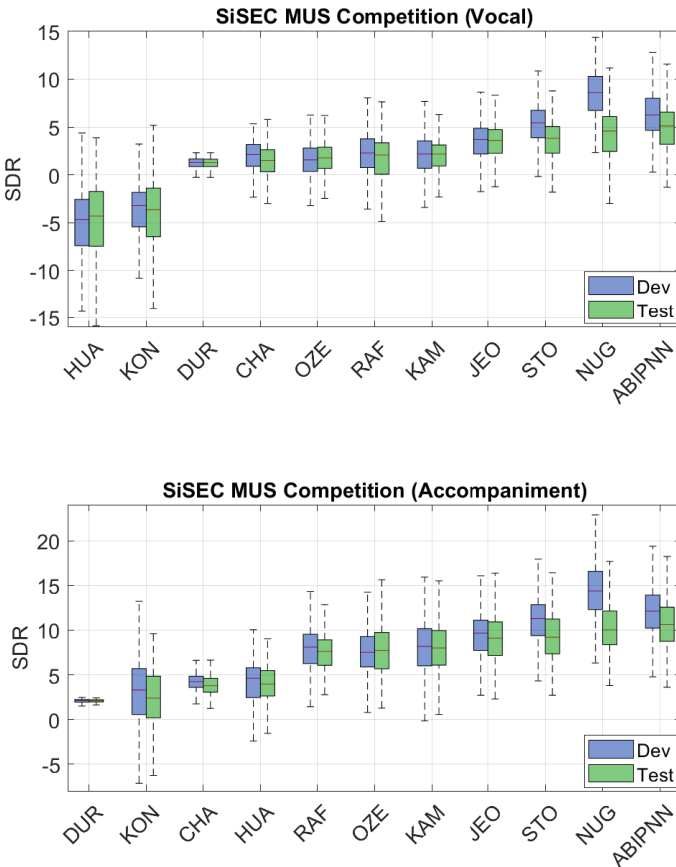 SiSEC MUS Competition (Vocal)
15
10
5
0
-5
-10
-15
SDR
Dev
Test
HUA
KON
DUR
CHA
OZE
RAF
KAM
JEO
STO
NUG
ABIPNN
SiSEC MUS Competition (Accompaniment)
20
15
10
5
0
-5
SDR
Dev
Test
DUR
KON
CHA
HUA
RAF
OZE
KAM
JEO
STO
NUG
ABIPNN